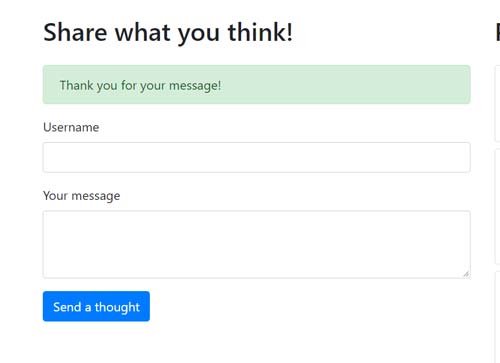 Share what you think!
Thank you for your message!
Username
Your message
Send a thought